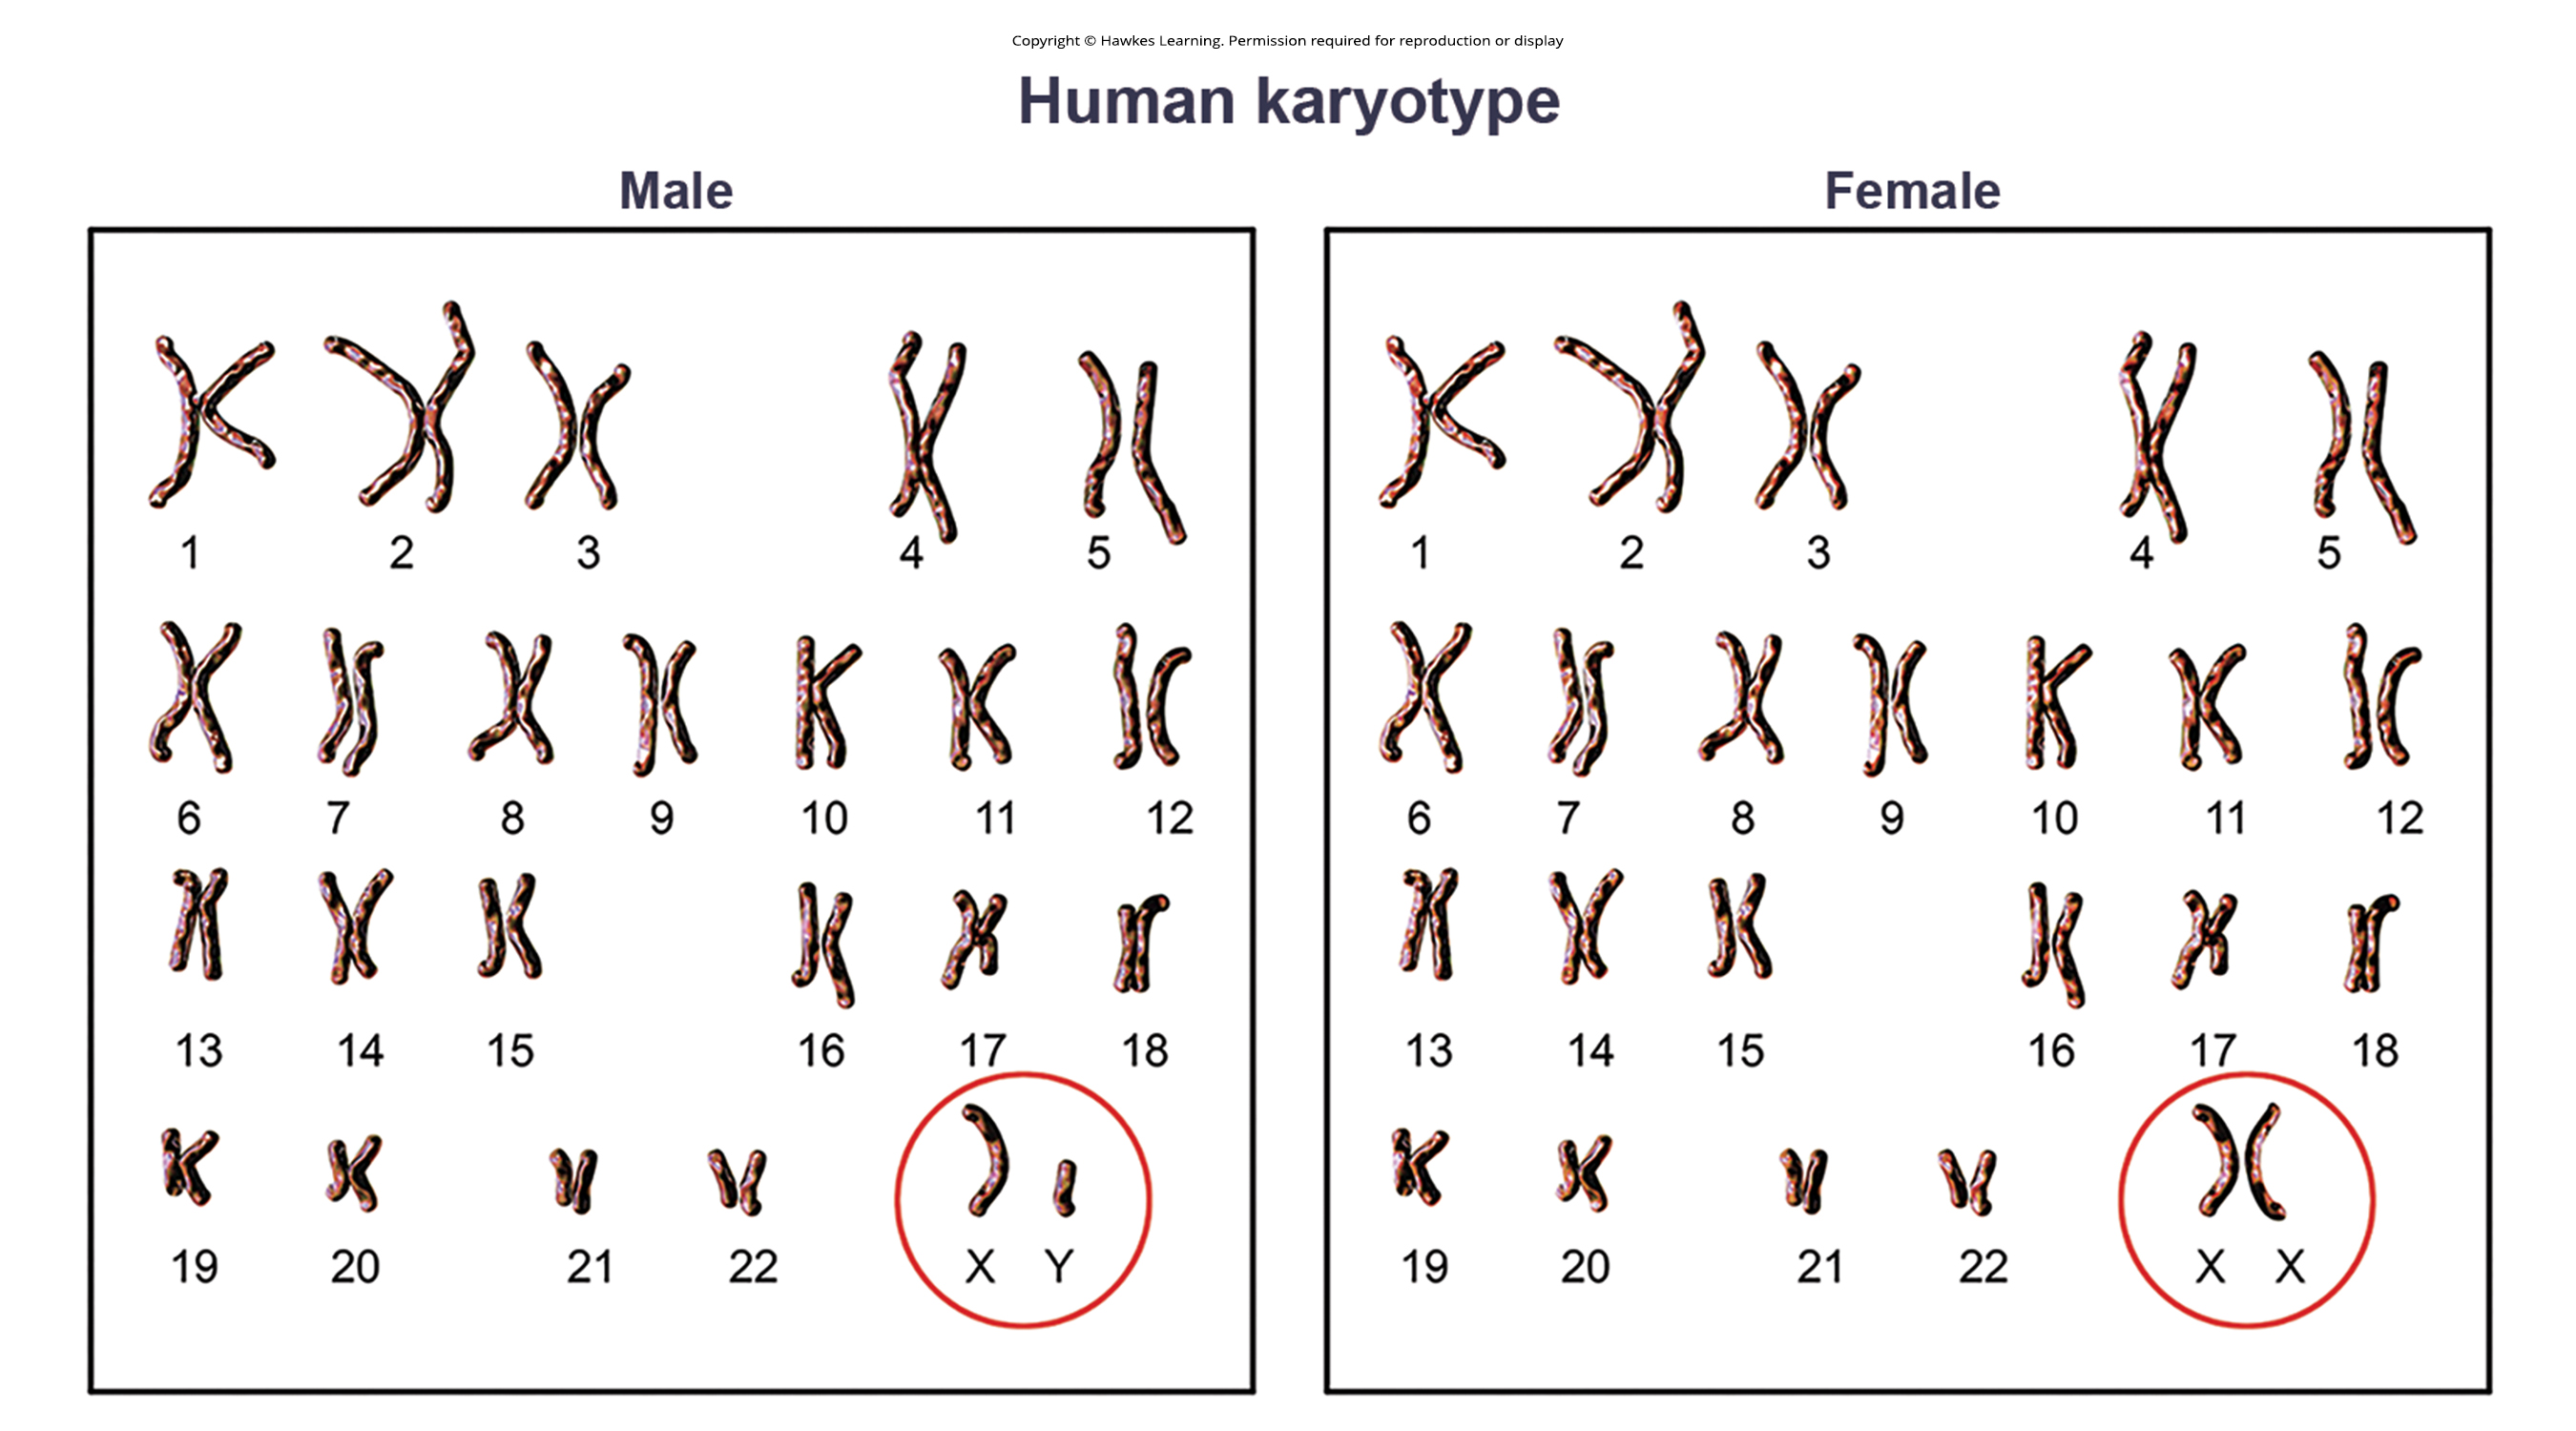 Copyright © Hawkes Learning. Permission required for reproduction or display
Human karyotype
Male
1 2 3 4 5
6 7 8 9 10 11 12
13 14 15 16 17 18
19 20 21 22 X Y
Female
1 2 3 4 5
6 7 8 9 10 11 12
13 14 15 16 17 18
19 20 21 22 X X